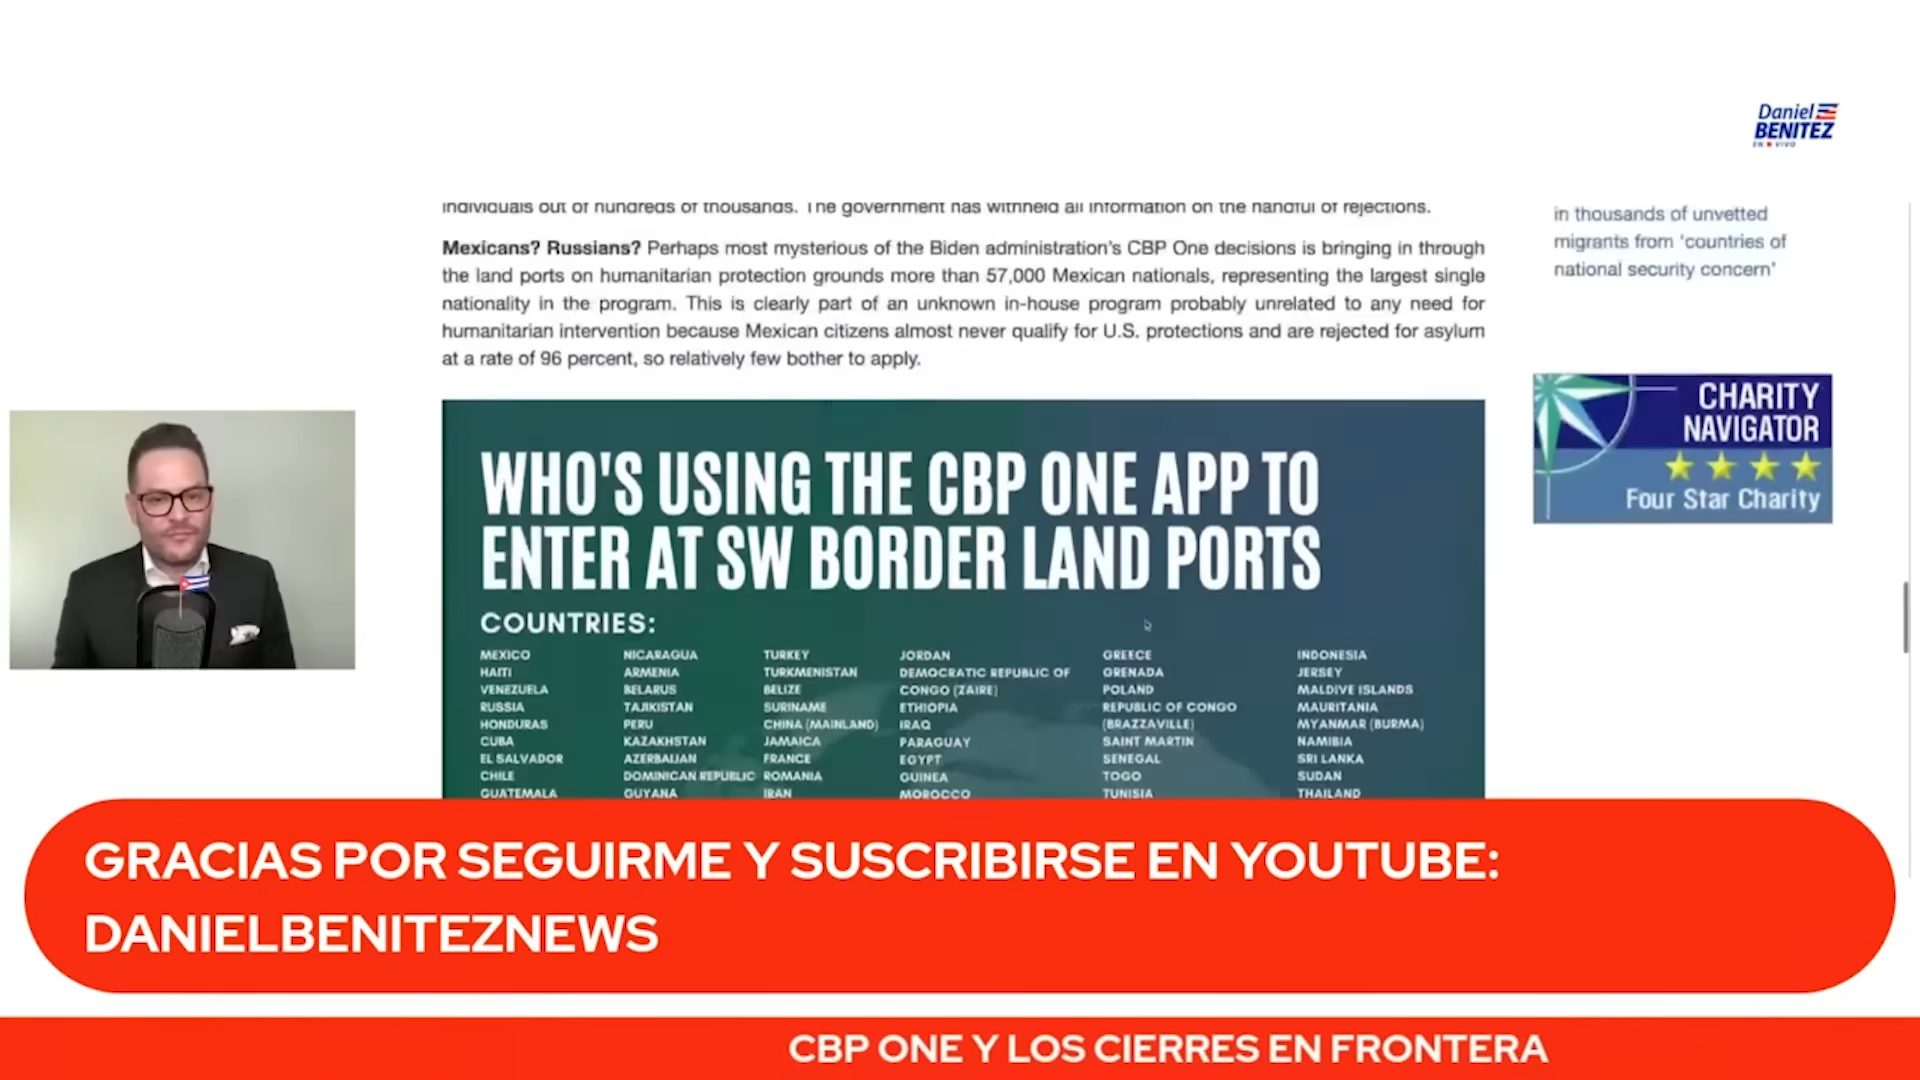 Daniel
BENITEZ
EN VIVO
individuals out of hundreds of thousands. The government has withheld all information on the handful of rejections.
Mexicans? Russians? Perhaps most mysterious of the Biden administration's CBP One decisions is bringing in through
the land ports on humanitarian protection grounds more than 57,000 Mexican nationals, representing the largest single
nationality in the program. This is clearly part of an unknown in-house program probably unrelated to any need for
humanitarian intervention because Mexican citizens almost never qualify for U.S. protections and are rejected for asylum
at a rate of 96 percent, so relatively few bother to apply.
in thousands of unvetted
migrants from 'countries of
national security concern'
CHARITY
NAVIGATOR
Four Star Charity
WHO'S USING THE CBP ONE APP TO
ENTER AT SW BORDER LAND PORTS
COUNTRIES:
MEXICO
HAITI
VENEZUELA
RUSSIA
HONDURAS
CUBA
EL SALVADOR
CHILE
GUATEMALA
NICARAGUA
ARMENIA
BELARUS
TAJIKISTAN
PERU
KAZAKHSTAN
AZERBAIJAN
DOMINICAN REPUBLIC
GUYANA
TURKEY
TURKMENISTAN
BELIZE
SURINAME
CHINA (MAINLAND)
JAMAICA
FRANCE
ROMANIA
IRAN
JORDAN
DEMOCRATIC REPUBLIC OF
CONGO (ZAIRE)
ETHIOPIA
IRAQ
PARAGUAY
EGYPT
GUINEA
MOROCCO
GREECE
GRENADA
POLAND
REPUBLIC OF CONGO
(BRAZZAVILLE)
SAINT MARTIN
SENEGAL
TOGO
TUNISIA
INDONESIA
JERSEY
MALDIVE ISLANDS
MAURITANIA
MYANMAR (BURMA)
NAMIBIA
SRI LANKA
SUDAN
THAILAND
GRACIAS POR SEGUIRME Y SUSCRIBIRSE EN YOUTUBE:
DANIELBENITEZNEWS
CBP ONE Y LOS CIERRES EN FRONTERA